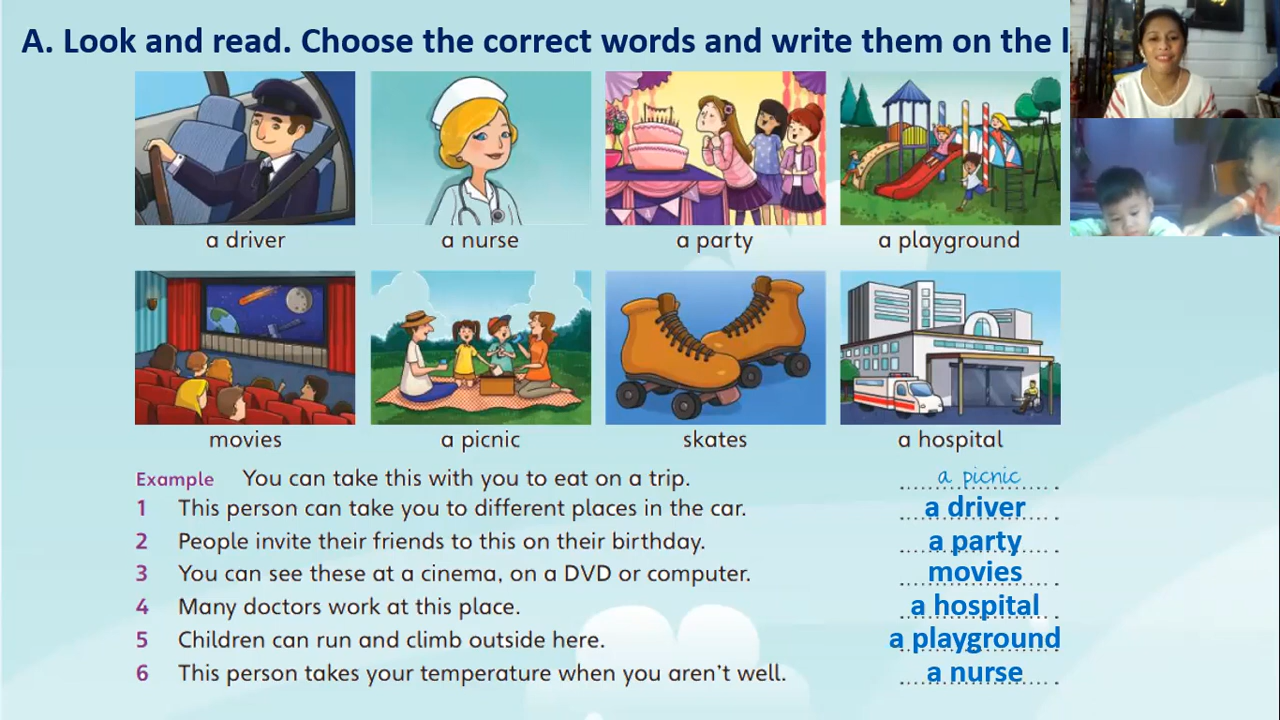 A. Look and read. Choose the correct words and write them on the
a driver a nurse a party a playground
movies a picnic skates a hospital
Example You can take this with you to eat on a trip. a picnic.
1 This person can take you to different places in the car. a driver.
2 People invite their friends to this on their birthday. a party.
3 You can see these at a cinema, on a DVD or computer. movies.
4 Many doctors work at this place. a hospital.
5 Children can run and climb outside here. a playground
6 This person takes your temperature when you aren't well. a nurse.